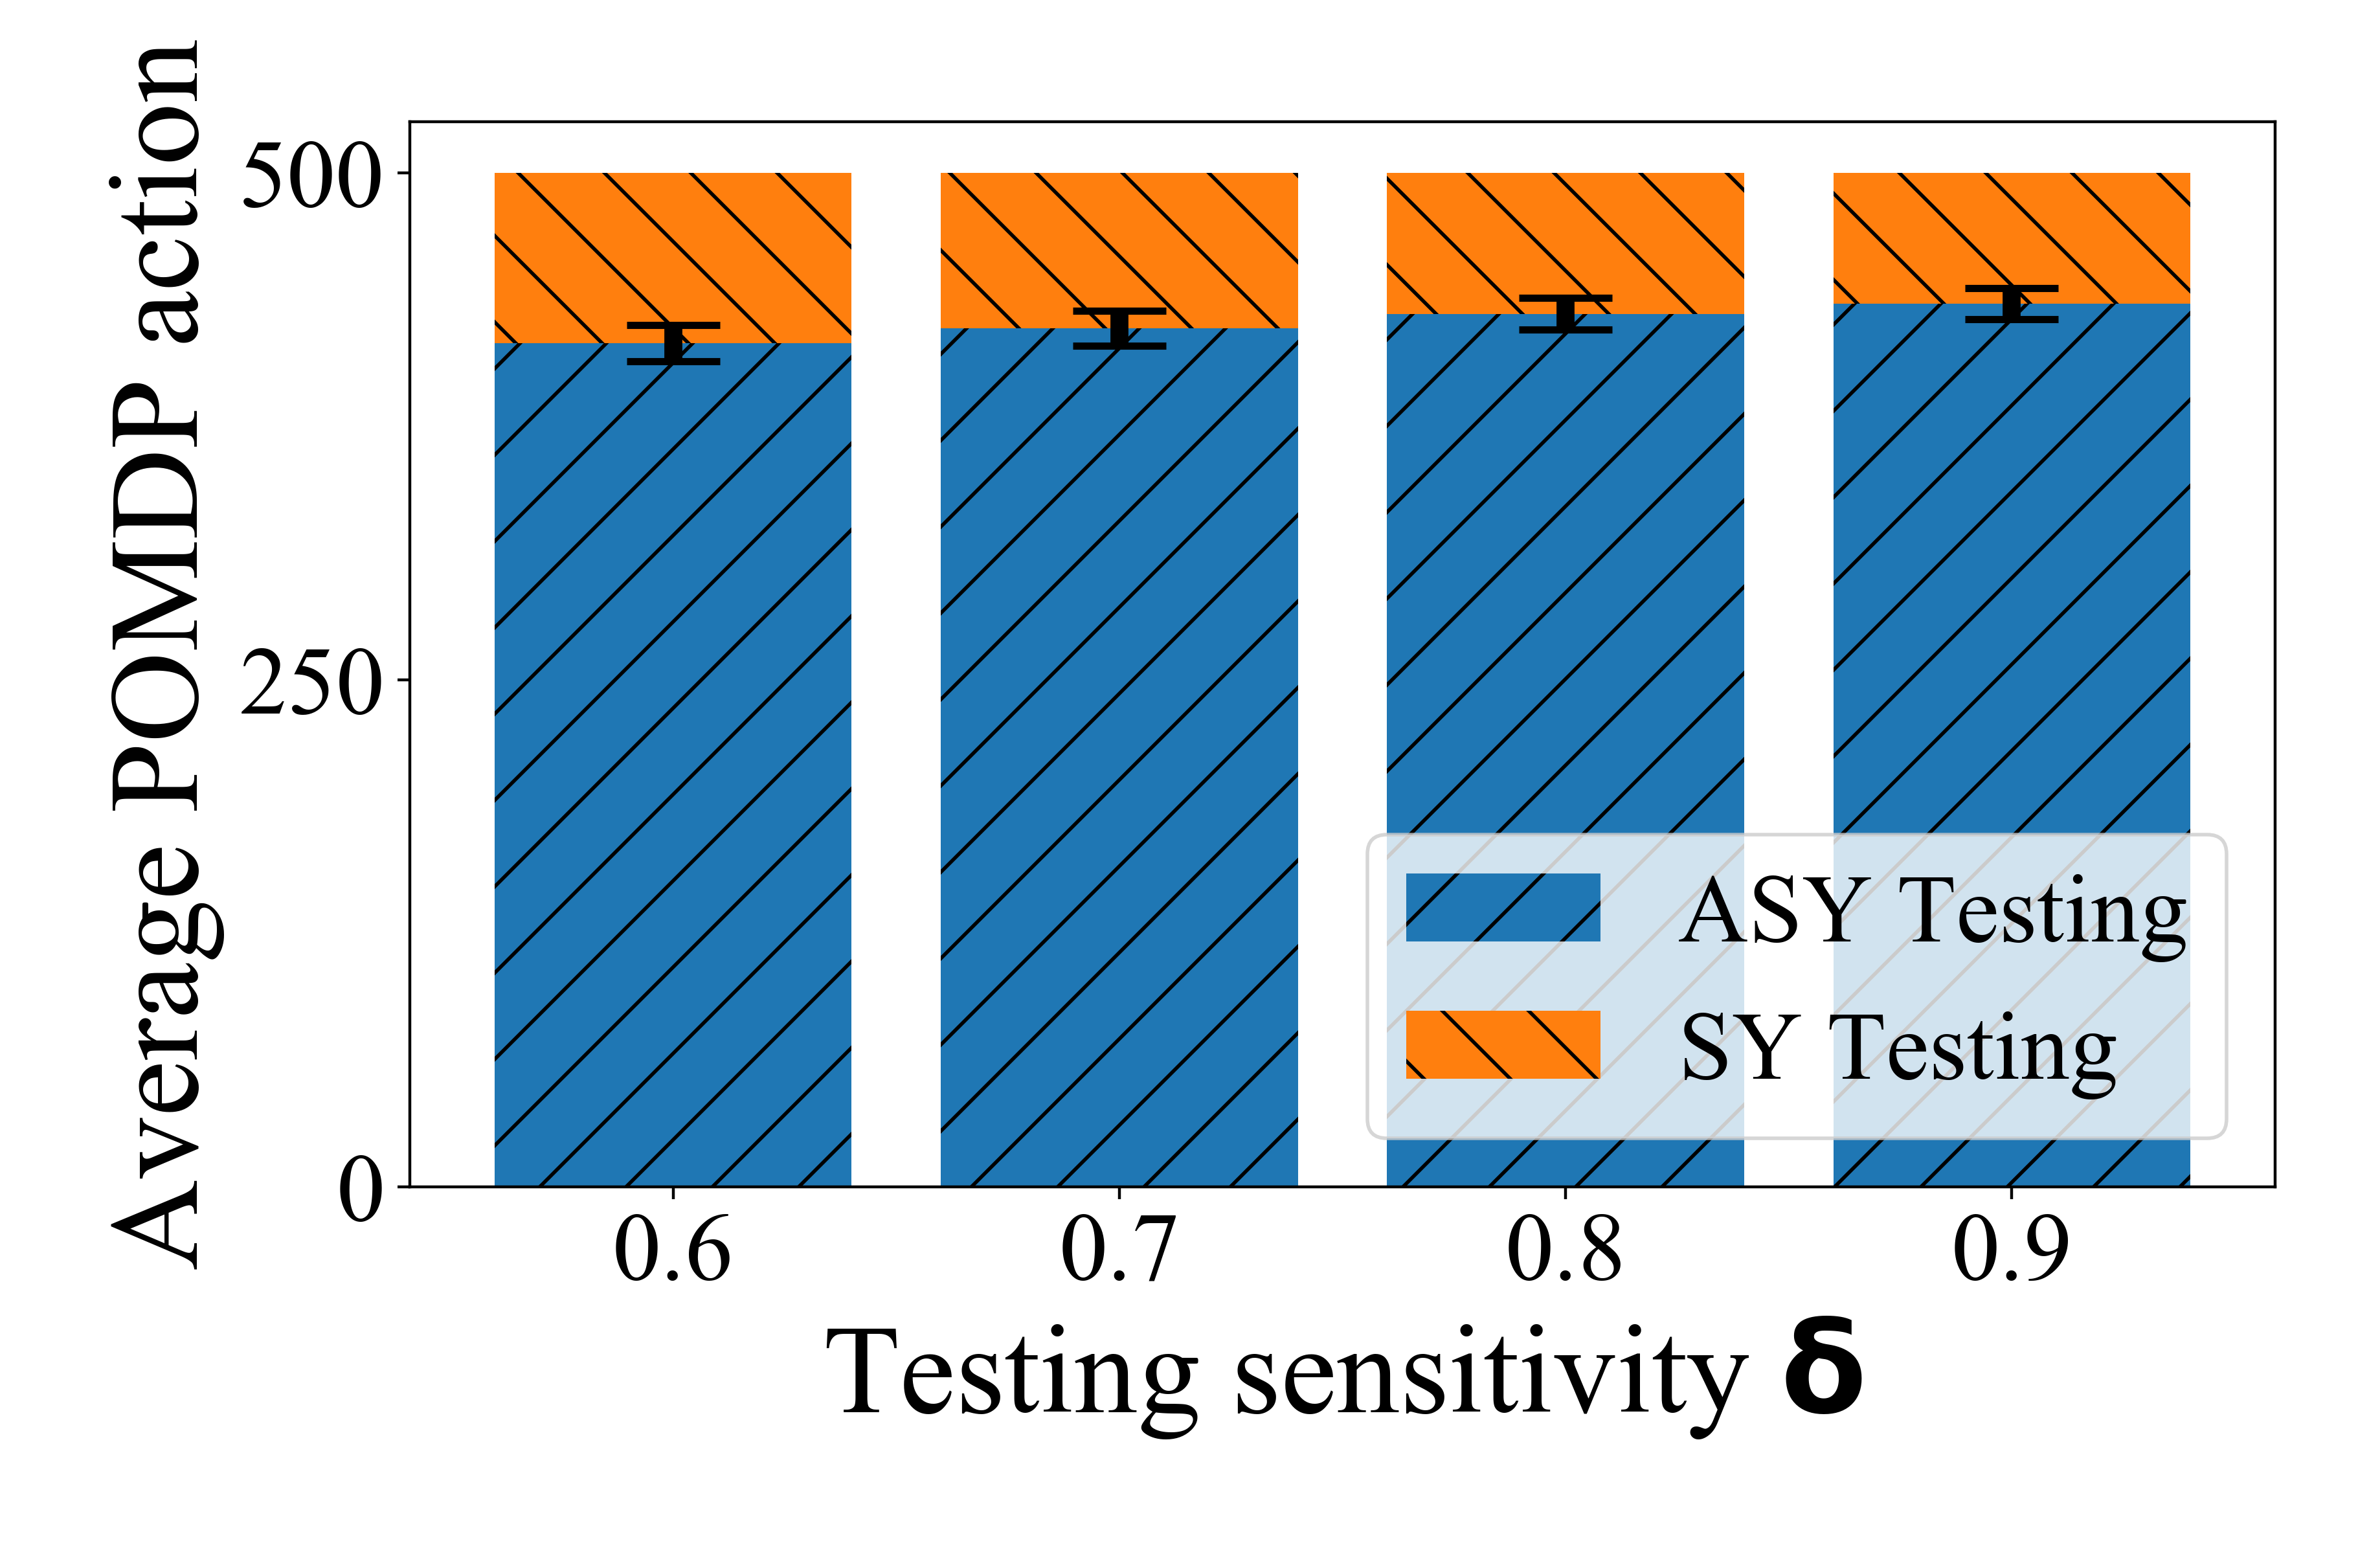 Average POMDP action
500
250
0
ASY Testing
SY Testing
0.6 0.7 0.8 0.9
Testing sensitivity δ